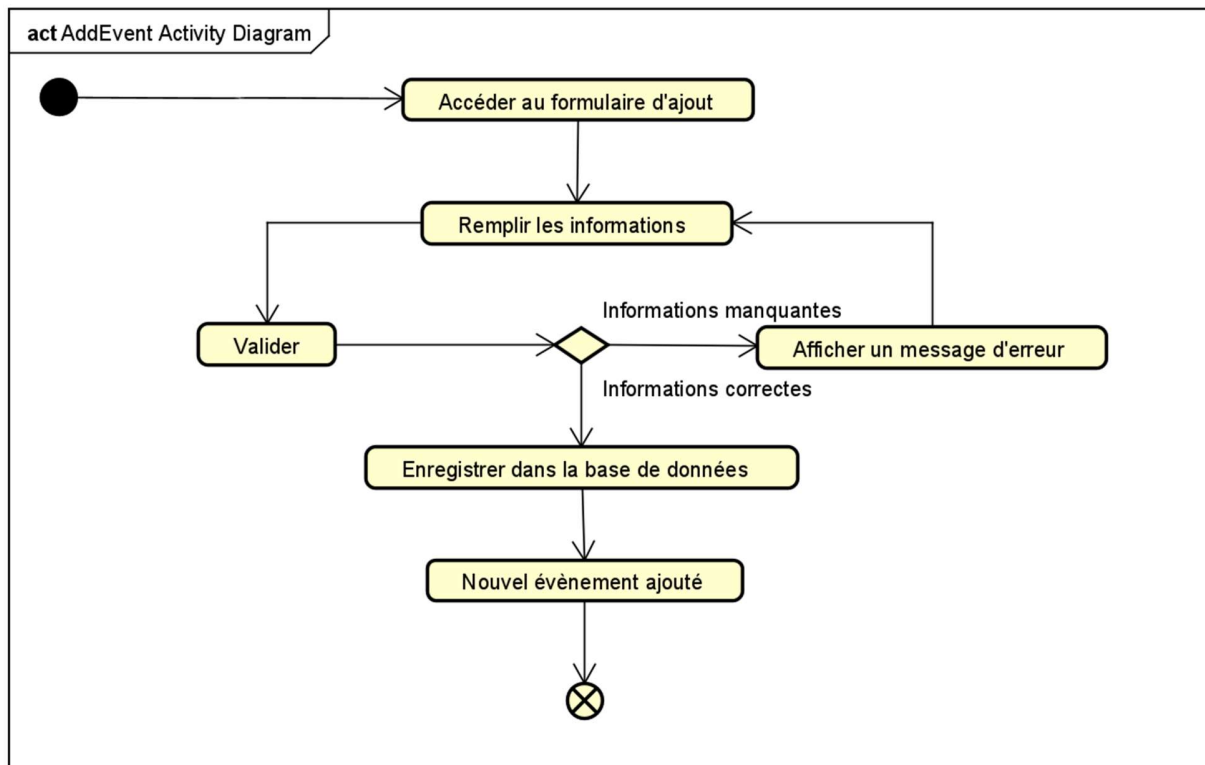 act AddEvent Activity Diagram
Accéder au formulaire d'ajout
Remplir les informations
Informations manquantes
Valider
Afficher un message d'erreur
Informations correctes
Enregistrer dans la base de données
Nouvel évènement ajouté